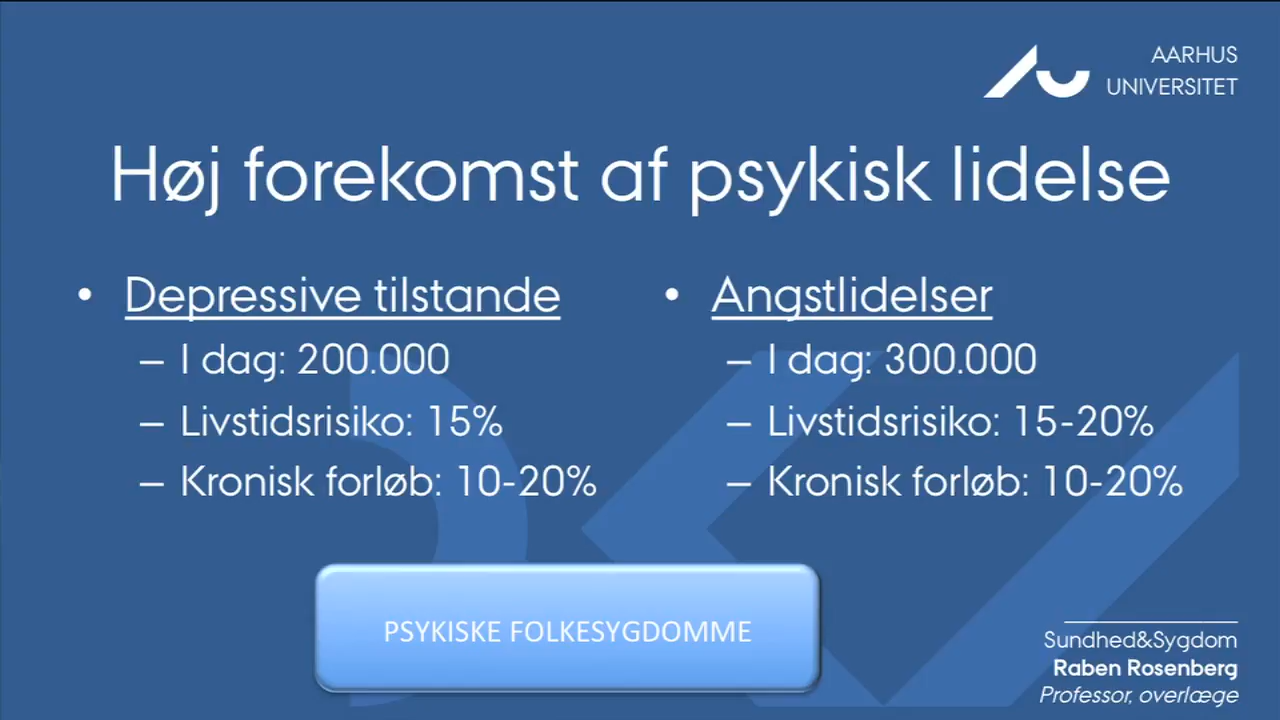 AARHUS
UNIVERSITET
Høj forekomst af psykisk lidelse
• Depressive tilstande
– I dag: 200.000
– Livstidsrisiko: 15%
– Kronisk forløb: 10-20%
• Angstlidelser
– I dag: 300.000
– Livstidsrisiko: 15-20%
– Kronisk forløb: 10-20%
PSYKISKE FOLKESYGDOMME
Sundhed&Sygdom
Raben Rosenberg
Professor, overlæge